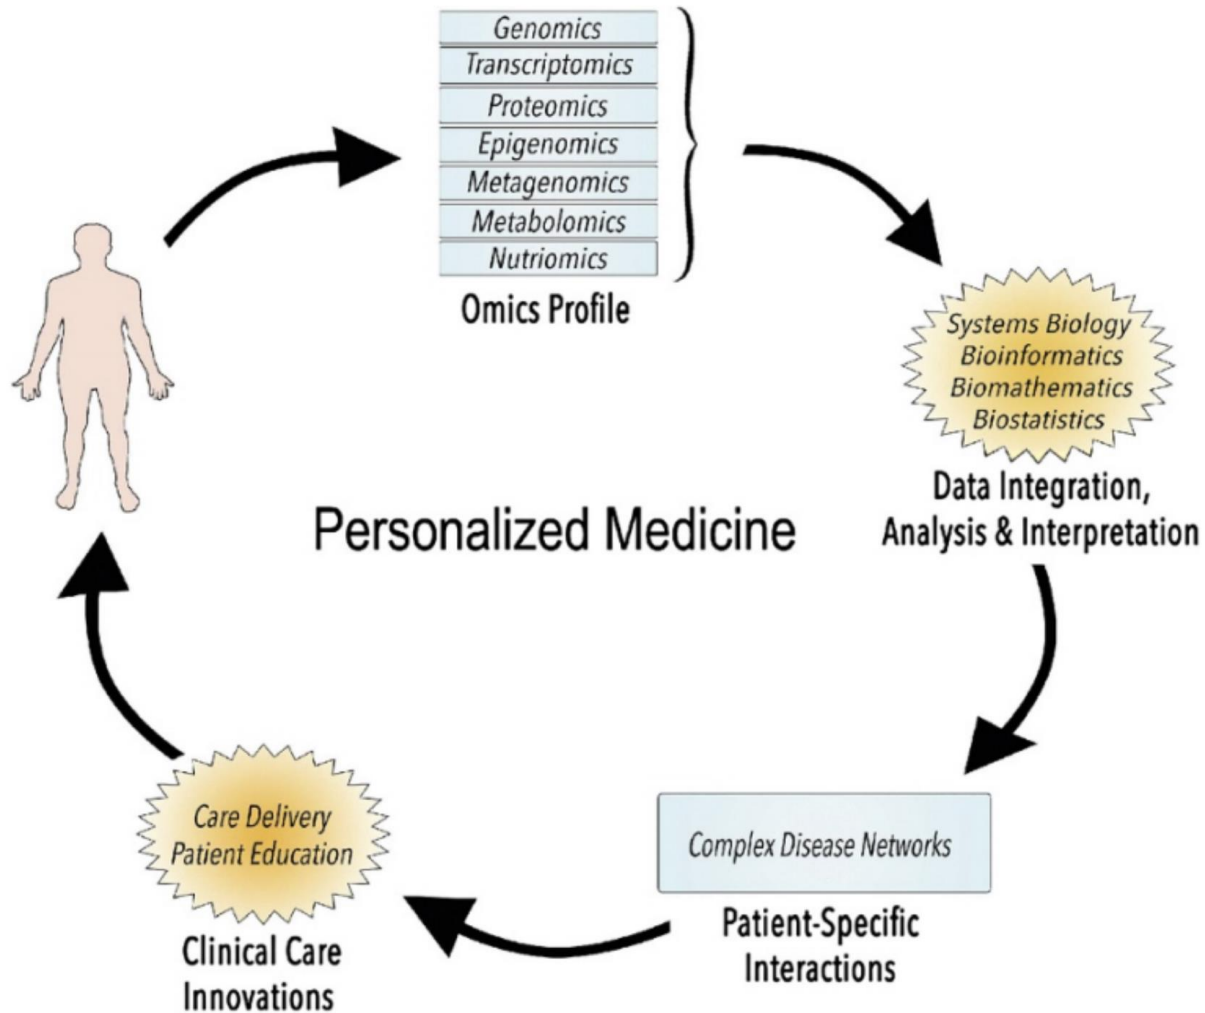 Genomics
Transcriptomics
Proteomics
Epigenomics
Metagenomics
Metabolomics
Nutriomics
Omics Profile
Systems Biology
Bioinformatics
Biomathematics
Biostatistics
Data Integration,
Analysis & Interpretation
Personalized Medicine
Complex Disease Networks
Patient-Specific
Interactions
Care Delivery
Patient Education
Clinical Care
Innovations